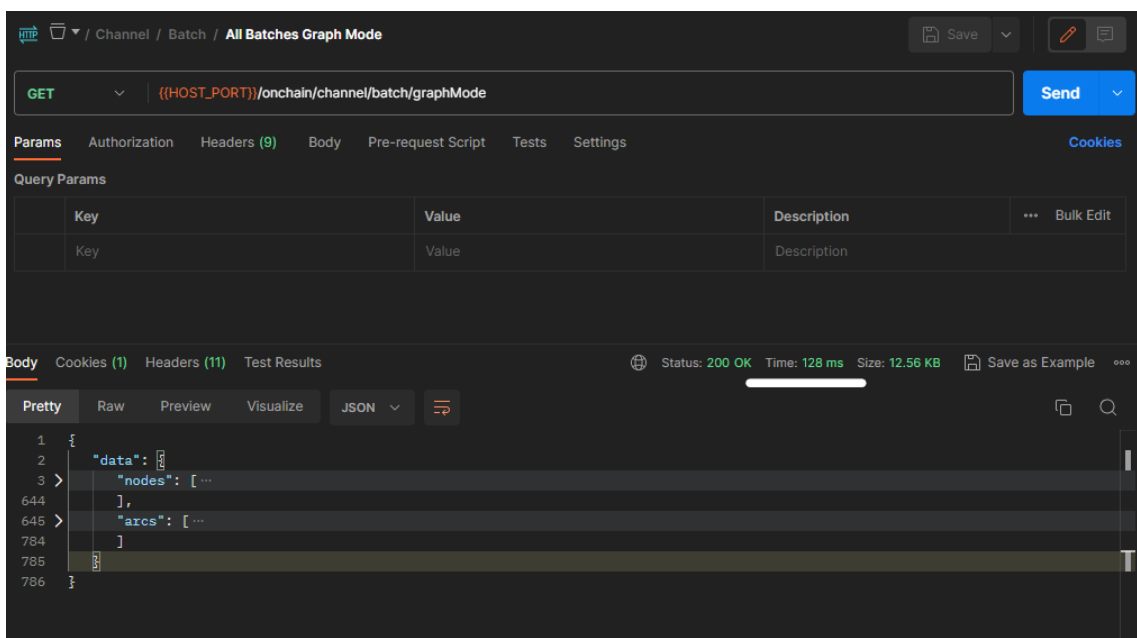 HTTP / Channel / Batch / All Batches Graph Mode Save
GET {{HOST_PORT}}/onchain/channel/batch/graphMode Send
Params Authorization Headers (9) Body Pre-request Script Tests Settings Cookies
Query Params
Key Value Description ••• Bulk Edit
Key Value Description
Body Cookies (1) Headers (11) Test Results Status: 200 OK Time: 128 ms Size: 12.56 KB Save as Example
Pretty Raw Preview Visualize JSON
1 {
2 "data": {
3 "nodes": [ ···
644 ],
645 "arcs": [ ···
784 ]
785 }
786 }